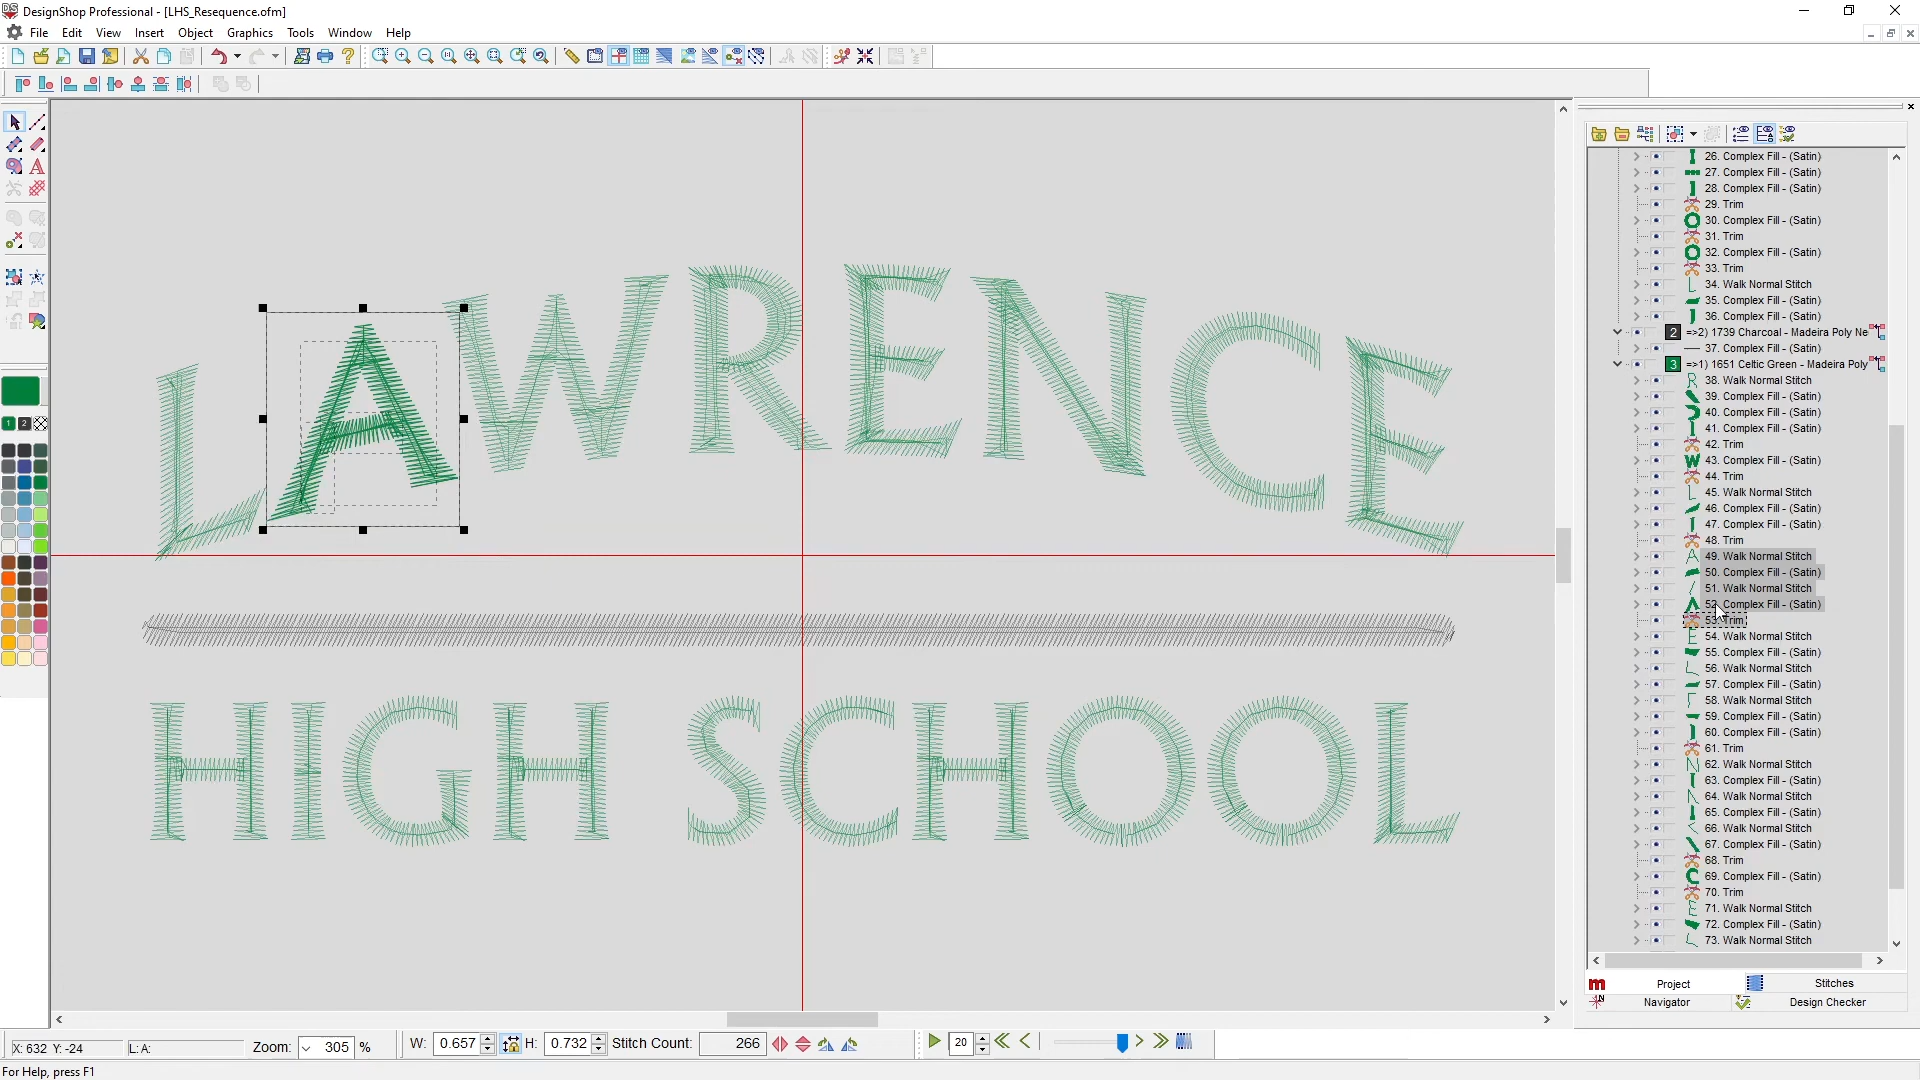 DesignShop Professional - [LHS_Resequence.ofm]
File Edit View Insert Object Graphics Tools Window Help
26. Complex Fill - (Satin)
27. Complex Fill - (Satin)
28. Complex Fill - (Satin)
29. Trim
30. Complex Fill - (Satin)
31. Trim
32. Complex Fill - (Satin)
33. Trim
34. Walk Normal Stitch
35. Complex Fill - (Satin)
36. Complex Fill - (Satin)
2 =>2) 1739 Charcoal - Madeira Poly Ne
37. Complex Fill - (Satin)
3 =>1) 1651 Celtic Green - Madeira Poly
38. Walk Normal Stitch
39. Complex Fill - (Satin)
40. Complex Fill - (Satin)
41. Complex Fill - (Satin)
42. Trim
43. Complex Fill - (Satin)
44. Trim
45. Walk Normal Stitch
46. Complex Fill - (Satin)
47. Complex Fill - (Satin)
48. Trim
49. Walk Normal Stitch
50. Complex Fill - (Satin)
51. Walk Normal Stitch
52. Complex Fill - (Satin)
53. Trim
54. Walk Normal Stitch
55. Complex Fill - (Satin)
56. Walk Normal Stitch
57. Complex Fill - (Satin)
58. Walk Normal Stitch
59. Complex Fill - (Satin)
60. Complex Fill - (Satin)
61. Trim
62. Walk Normal Stitch
63. Complex Fill - (Satin)
64. Walk Normal Stitch
65. Complex Fill - (Satin)
66. Walk Normal Stitch
67. Complex Fill - (Satin)
68. Trim
69. Complex Fill - (Satin)
70. Trim
71. Walk Normal Stitch
72. Complex Fill - (Satin)
73. Walk Normal Stitch
Project Stitches
Navigator Design Checker
1 2
LAWRENCE
HIGH SCHOOL
X: 632 Y: -24 L: A: Zoom: 305 % W: 0.657 H: 0.732 Stitch Count: 266 20
For Help, press F1